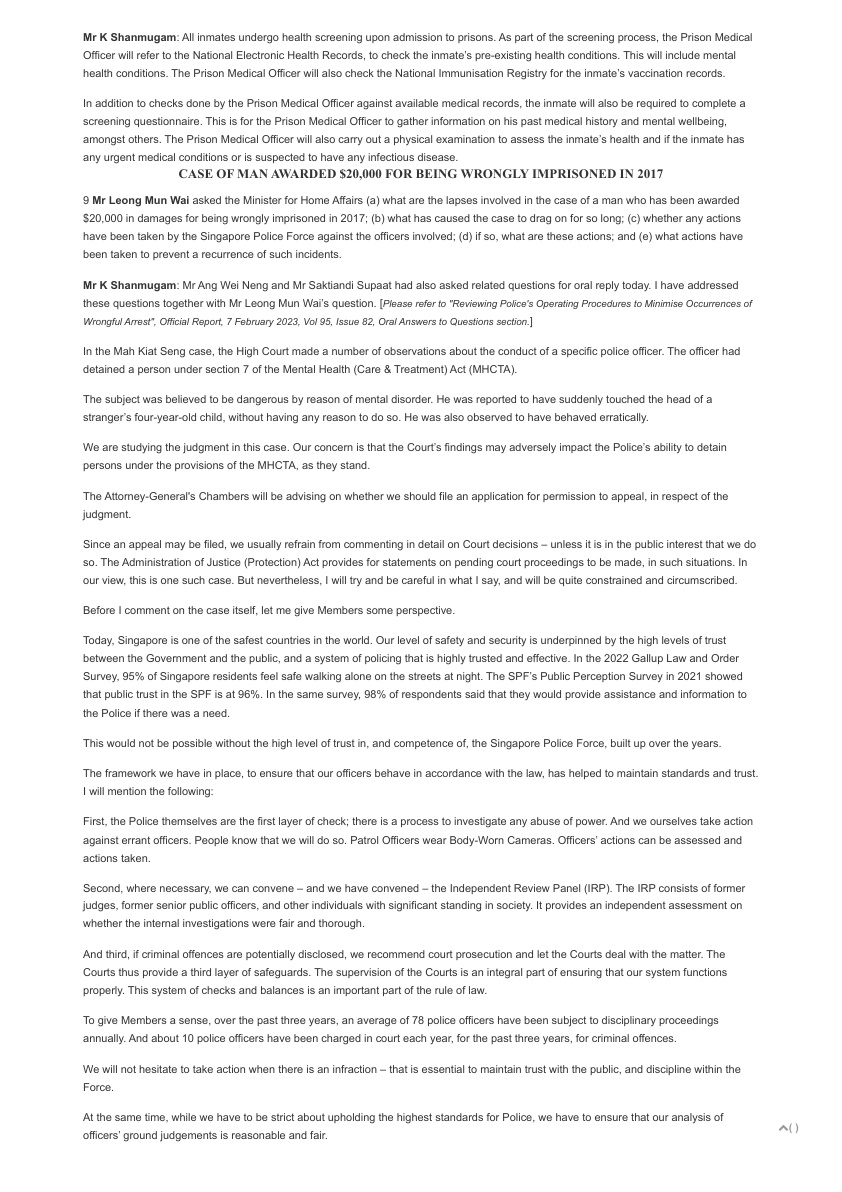 Mr K Shanmugam: All inmates undergo health screening upon admission to prisons. As part of the screening process, the Prison Medical
Officer will refer to the National Electronic Health Records, to check the inmate's pre-existing health conditions. This will include mental
health conditions. The Prison Medical Officer will also check the National Immunisation Registry for the inmate's vaccination records.
In addition to checks done by the Prison Medical Officer against available medical records, the inmate will also be required to complete a
screening questionnaire. This is for the Prison Medical Officer to gather information on his past medical history and mental wellbeing,
amongst others. The Prison Medical Officer will also carry out a physical examination to assess the inmate's health and if the inmate has
any urgent medical conditions or is suspected to have any infectious disease.
CASE OF MAN AWARDED $20,000 FOR BEING WRONGLY IMPRISONED IN 2017
9 Mr Leong Mun Wai asked the Minister for Home Affairs (a) what are the lapses involved in the case of a man who has been awarded
$20,000 in damages for being wrongly imprisoned in 2017; (b) what has caused the case to drag on for so long; (c) whether any actions
have been taken by the Singapore Police Force against the officers involved; (d) if so, what are these actions; and (e) what actions have
been taken to prevent a recurrence of such incidents.
Mr K Shanmugam: Mr Ang Wei Neng and Mr Saktiandi Supaat had also asked related questions for oral reply today. I have addressed
these questions together with Mr Leong Mun Wai's question. [Please refer to "Reviewing Police's Operating Procedures to Minimise Occurrences of
Wrongful Arrest", Official Report, 7 February 2023, Vol 95, Issue 82, Oral Answers to Questions section.]
In the Mah Kiat Seng case, the High Court made a number of observations about the conduct of a specific police officer. The officer had
detained a person under section 7 of the Mental Health (Care & Treatment) Act (MHCTA).
The subject was believed to be dangerous by reason of mental disorder. He was reported to have suddenly touched the head of a
stranger's four-year-old child, without having any reason to do so. He was also observed to have behaved erratically.
We are studying the judgment in this case. Our concern is that the Court's findings may adversely impact the Police's ability to detain
persons under the provisions of the MHCTA, as they stand.
The Attorney-General's Chambers will be advising on whether we should file an application for permission to appeal, in respect of the
judgment.
Since an appeal may be filed, we usually refrain from commenting in detail on Court decisions – unless it is in the public interest that we do
so. The Administration of Justice (Protection) Act provides for statements on pending court proceedings to be made, in such situations. In
our view, this is one such case. But nevertheless, I will try and be careful in what I say, and will be quite constrained and circumscribed.
Before I comment on the case itself, let me give Members some perspective.
Today, Singapore is one of the safest countries in the world. Our level of safety and security is underpinned by the high levels of trust
between the Government and the public, and a system of policing that is highly trusted and effective. In the 2022 Gallup Law and Order
Survey, 95% of Singapore residents feel safe walking alone on the streets at night. The SPF's Public Perception Survey in 2021 showed
that public trust in the SPF is at 96%. In the same survey, 98% of respondents said that they would provide assistance and information to
the Police if there was a need.
This would not be possible without the high level of trust in, and competence of, the Singapore Police Force, built up over the years.
The framework we have in place, to ensure that our officers behave in accordance with the law, has helped to maintain standards and trust.
I will mention the following:
First, the Police themselves are the first layer of check; there is a process to investigate any abuse of power. And we ourselves take action
against errant officers. People know that we will do so. Patrol Officers wear Body-Worn Cameras. Officers' actions can be assessed and
actions taken.
Second, where necessary, we can convene – and we have convened – the Independent Review Panel (IRP). The IRP consists of former
judges, former senior public officers, and other individuals with significant standing in society. It provides an independent assessment on
whether the internal investigations were fair and thorough.
And third, if criminal offences are potentially disclosed, we recommend court prosecution and let the Courts deal with the matter. The
Courts thus provide a third layer of safeguards. The supervision of the Courts is an integral part of ensuring that our system functions
properly. This system of checks and balances is an important part of the rule of law.
To give Members a sense, over the past three years, an average of 78 police officers have been subject to disciplinary proceedings
annually. And about 10 police officers have been charged in court each year, for the past three years, for criminal offences.
We will not hesitate to take action when there is an infraction – that is essential to maintain trust with the public, and discipline within the
Force.
At the same time, while we have to be strict about upholding the highest standards for Police, we have to ensure that our analysis of
officers' ground judgements is reasonable and fair.
( )